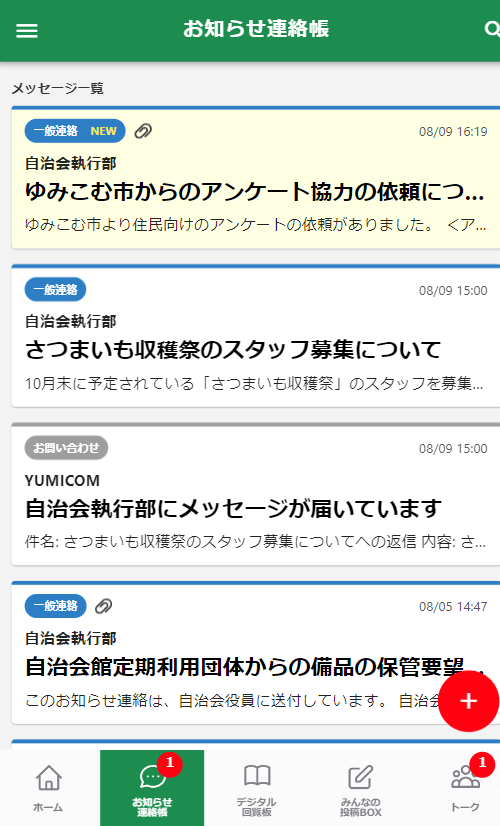 お知らせ連絡帳
メッセージ一覧
一般連絡 NEW 08/09 16:19
自治会執行部
ゆみこむ市からのアンケート協力の依頼につ...
ゆみこむ市より住民向けのアンケートの依頼がありました。 <ア...
一般連絡 08/09 15:00
自治会執行部
さつまいも収穫祭のスタッフ募集について
10月末に予定されている「さつまいも収穫祭」のスタッフを募集...
お問い合わせ 08/09 15:00
YUMICOM
自治会執行部にメッセージが届いています
件名: さつまいも収穫祭のスタッフ募集についてへの返信 内容: さ...
一般連絡 08/05 14:47
自治会執行部
自治会館定期利用団体からの備品の保管要望...
このお知らせ連絡は、自治会役員に送付しています。 自治会
+
1 1
ホーム お知らせ デジタル みんなの トーク
連絡帳 回覧板 投稿BOX